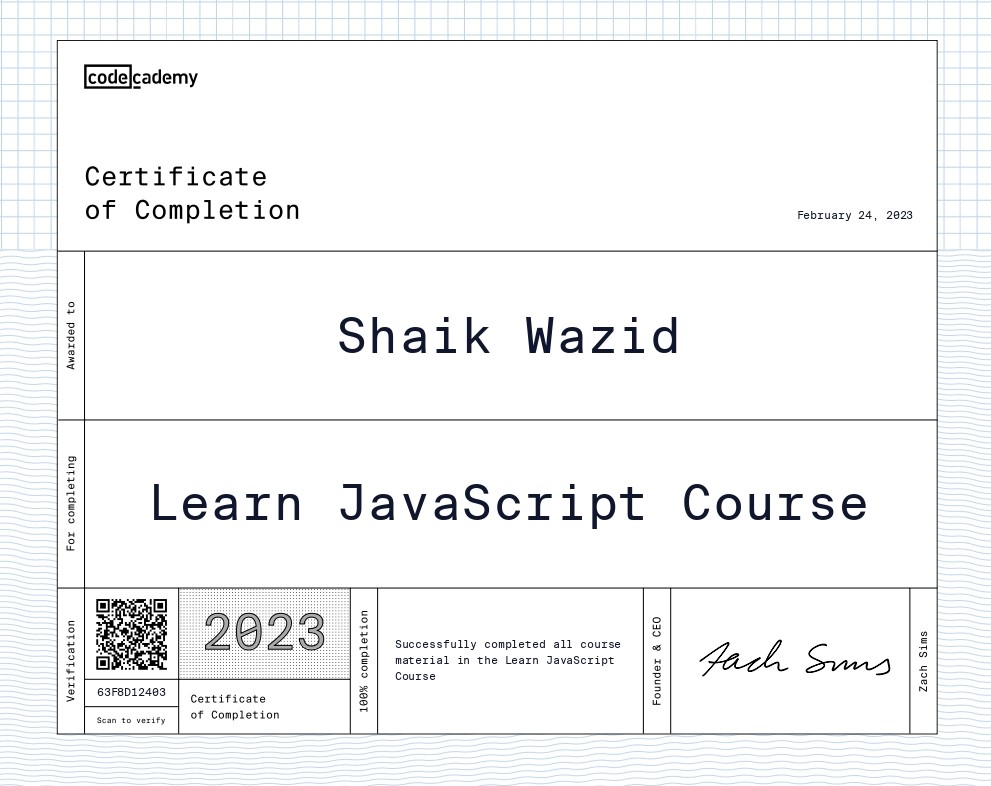 codecademy
Certificate
of Completion
February 24, 2023
Awarded to
Shaik Wazid
For completing
Learn JavaScript Course
Verification
63F8D12403
Scan to verify
2023
Certificate
of Completion
100% completion
Successfully completed all course
material in the Learn JavaScript
Course
Founder & CEO
Zach Sims
Zach Sims